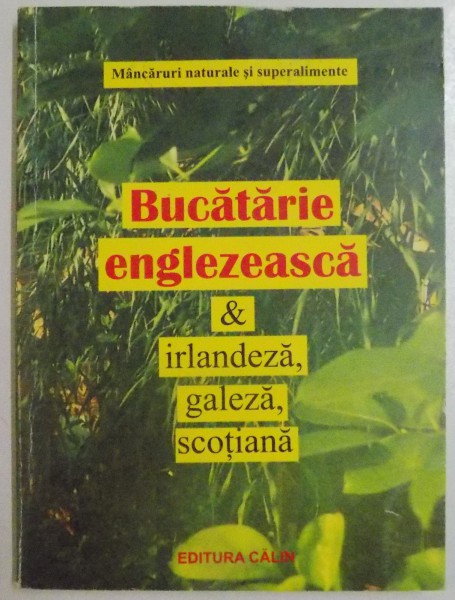 Mâncăruri naturale și superalimente
Bucătărie
englezească
&
irlandeză,
galeză,
scoțiană
EDITURA CĂLIN